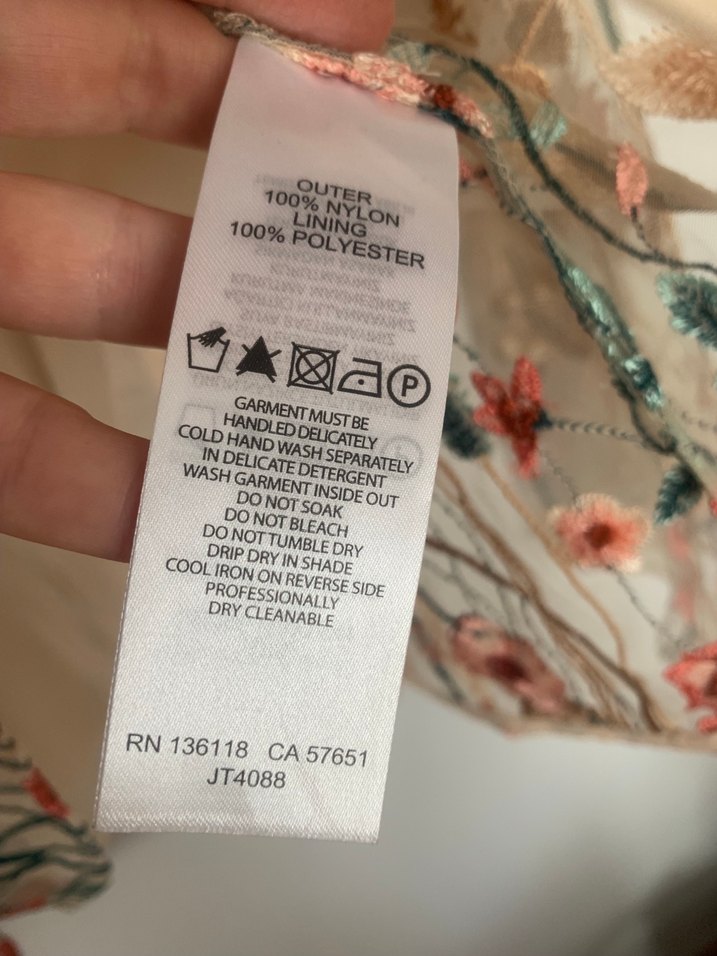 OUTER
100% NYLON
LINING
100% POLYESTER
P
GARMENT MUST BE
HANDLED DELICATELY
COLD HAND WASH SEPARATELY
IN DELICATE DETERGENT
WASH GARMENT INSIDE OUT
DO NOT SOAK
DO NOT BLEACH
DO NOT TUMBLE DRY
DRIP DRY IN SHADE
COOL IRON ON REVERSE SIDE
PROFESSIONALLY
DRY CLEANABLE
RN 136118 CA 57651
JT4088